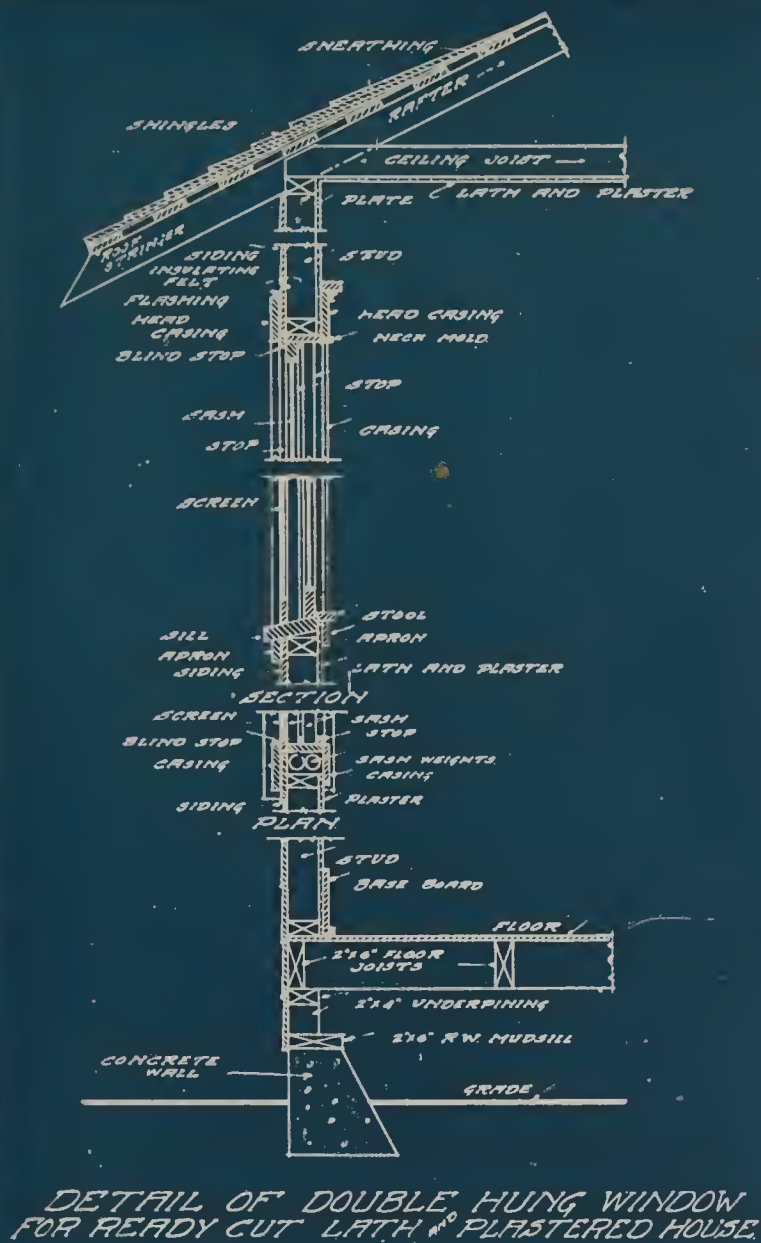 SHEATHING
RAFTER
SHINGLES
CEILING JOIST
PLATE
LATH AND PLASTER
ROOF
STRINGER
SIDING
STUD
INSULATING
FELT
FLASHING
HEAD
CASING
HEAD CASING
NECK MOLD.
BLIND STOP
STOP
SASH
CASING
STOP
SCREEN
STOOL
SILL
APRON
APRON
SIDING
LATH AND PLASTER
SECTION
SCREEN
SASH
BLIND STOP
STOP
CASING
SASH WEIGHTS
CASING
SIDING
PLASTER
PLAN
STUD
BASE BOARD
FLOOR
2"X6" FLOOR
JOISTS
2"X4" UNDERPINING
2"X6" R.W. MUDSILL
CONCRETE
WALL
GRADE
DETAIL OF DOUBLE HUNG WINDOW
FOR READY CUT LATH AND PLASTERED HOUSE.